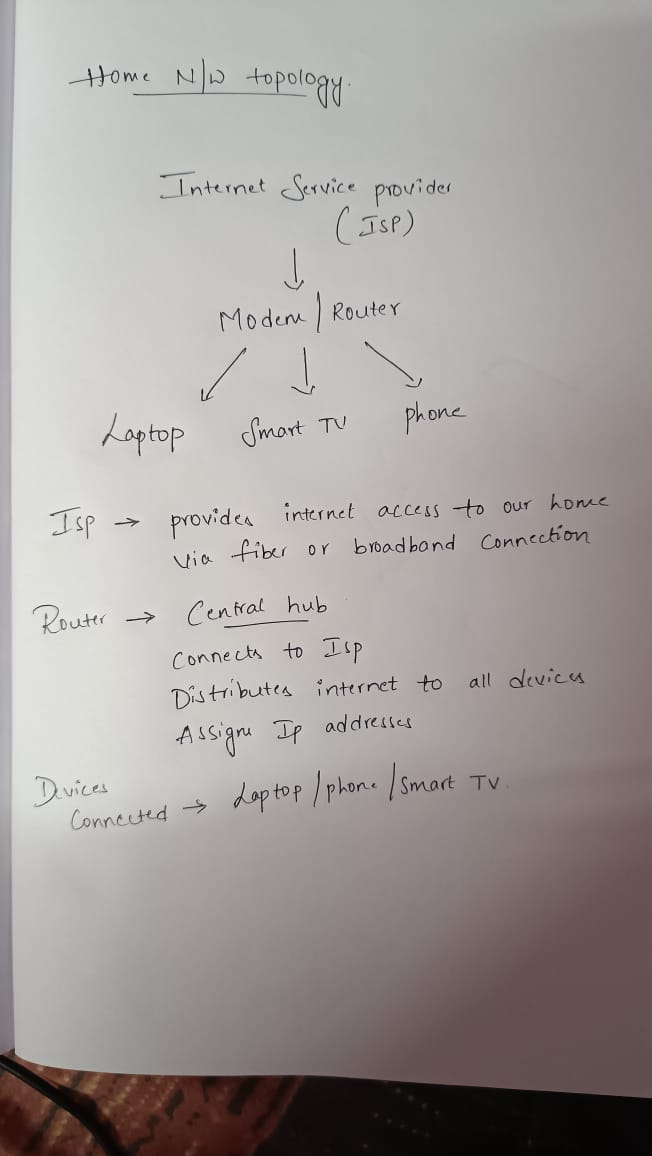 Home N/W topology.
Internet Service provider
(ISP)
↓
Modem / Router
↙ ↓ ↘
Laptop Smart TV phone
Isp → provides internet access to our home
via fiber or broadband connection
Router → Central hub
Connects to Isp
Distributes internet to all devices
Assigns Ip addresses
Devices
Connected → Laptop / phone / Smart TV.